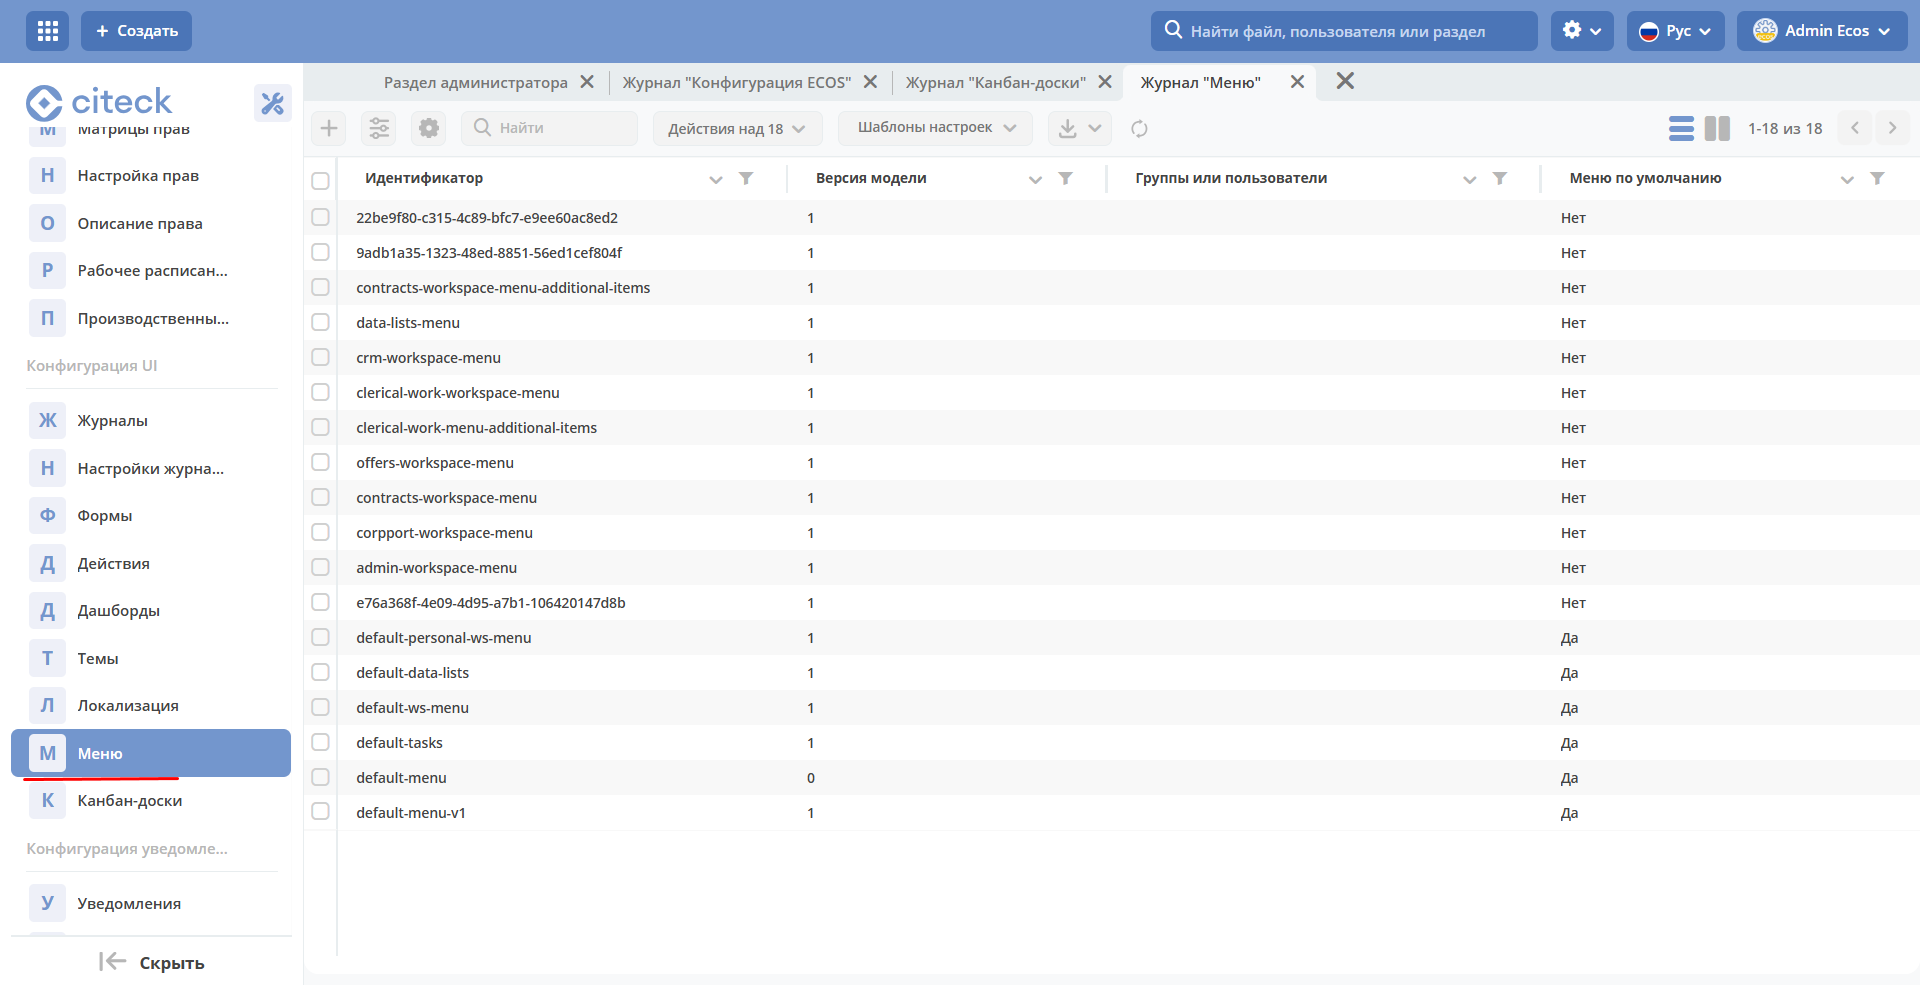 + Создать
Найти файл, пользователя или раздел
Рус
Admin Ecos
citeck
Раздел администратора
Журнал "Конфигурация ECOS"
Журнал "Канбан-доски"
Журнал "Меню"
Найти
Действия над 18
Шаблоны настроек
1-18 из 18
М Матрицы прав
Н Настройка прав
О Описание права
Р Рабочее расписан...
П Производственны...
Конфигурация UI
Ж Журналы
Н Настройки журна...
Ф Формы
Д Действия
Д Дашборды
Т Темы
Л Локализация
М Меню
К Канбан-доски
Конфигурация уведомле...
У Уведомления
Скрыть
Идентификатор Версия модели Группы или пользователи Меню по умолчанию
22be9f80-c315-4c89-bfc7-e9ee60ac8ed2 1 Нет
9adb1a35-1323-48ed-8851-56ed1cef804f 1 Нет
contracts-workspace-menu-additional-items 1 Нет
data-lists-menu 1 Нет
crm-workspace-menu 1 Нет
clerical-work-workspace-menu 1 Нет
clerical-work-menu-additional-items 1 Нет
offers-workspace-menu 1 Нет
contracts-workspace-menu 1 Нет
corpport-workspace-menu 1 Нет
admin-workspace-menu 1 Нет
e76a368f-4e09-4d95-a7b1-106420147d8b 1 Нет
default-personal-ws-menu 1 Да
default-data-lists 1 Да
default-ws-menu 1 Да
default-tasks 1 Да
default-menu 0 Да
default-menu-v1 1 Да